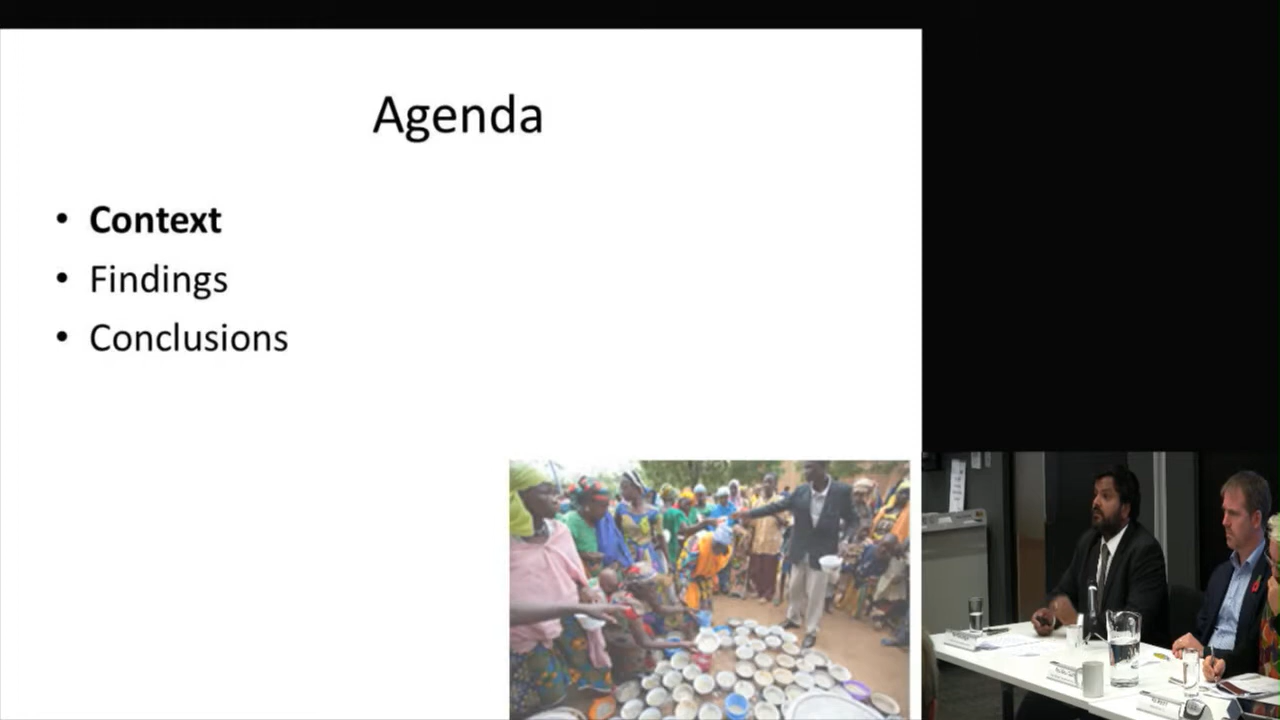 Agenda
• Context
• Findings
• Conclusions